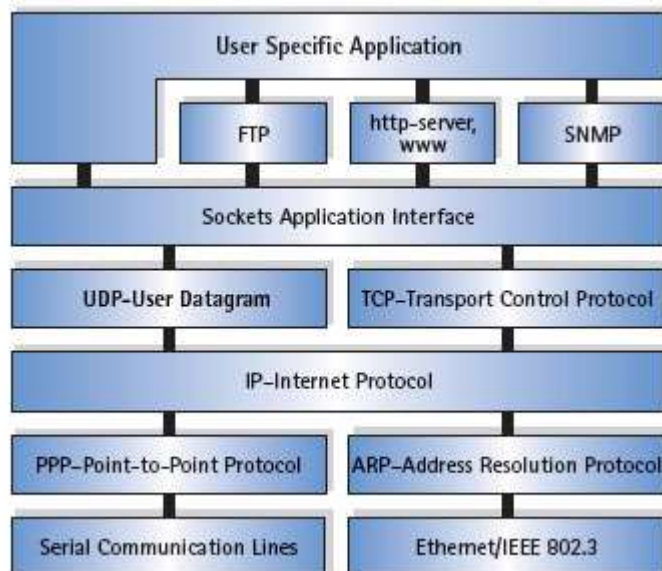 User Specific Application
FTP
http-server,
www
SNMP
Sockets Application Interface
UDP-User Datagram
TCP-Transport Control Protocol
IP-Internet Protocol
PPP-Point-to-Point Protocol
ARP-Address Resolution Protocol
Serial Communication Lines
Ethernet/IEEE 802.3